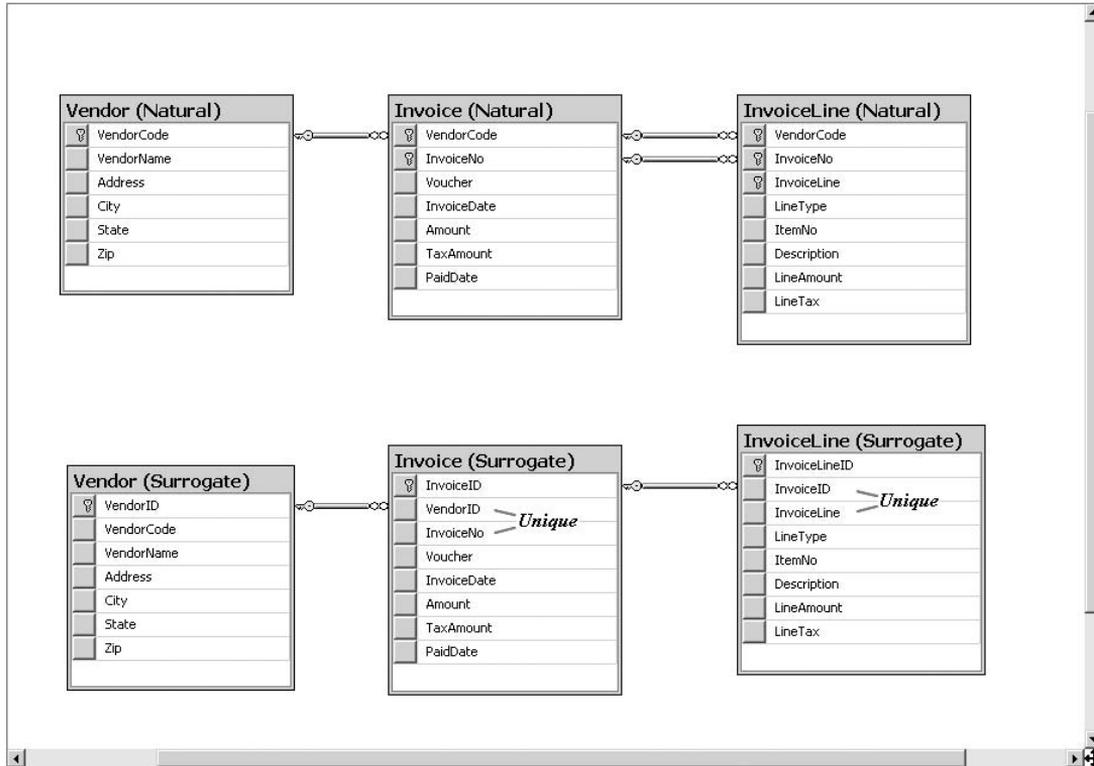 Vendor (Natural)
VendorCode
VendorName
Address
City
State
Zip
Invoice (Natural)
VendorCode
InvoiceNo
Voucher
InvoiceDate
Amount
TaxAmount
PaidDate
InvoiceLine (Natural)
VendorCode
InvoiceNo
InvoiceLine
LineType
ItemNo
Description
LineAmount
LineTax
Vendor (Surrogate)
VendorID
VendorCode
VendorName
Address
City
State
Zip
Invoice (Surrogate)
InvoiceID
VendorID
Unique
InvoiceNo
Voucher
InvoiceDate
Amount
TaxAmount
PaidDate
InvoiceLine (Surrogate)
InvoiceLineID
InvoiceID
Unique
InvoiceLine
LineType
ItemNo
Description
LineAmount
LineTax